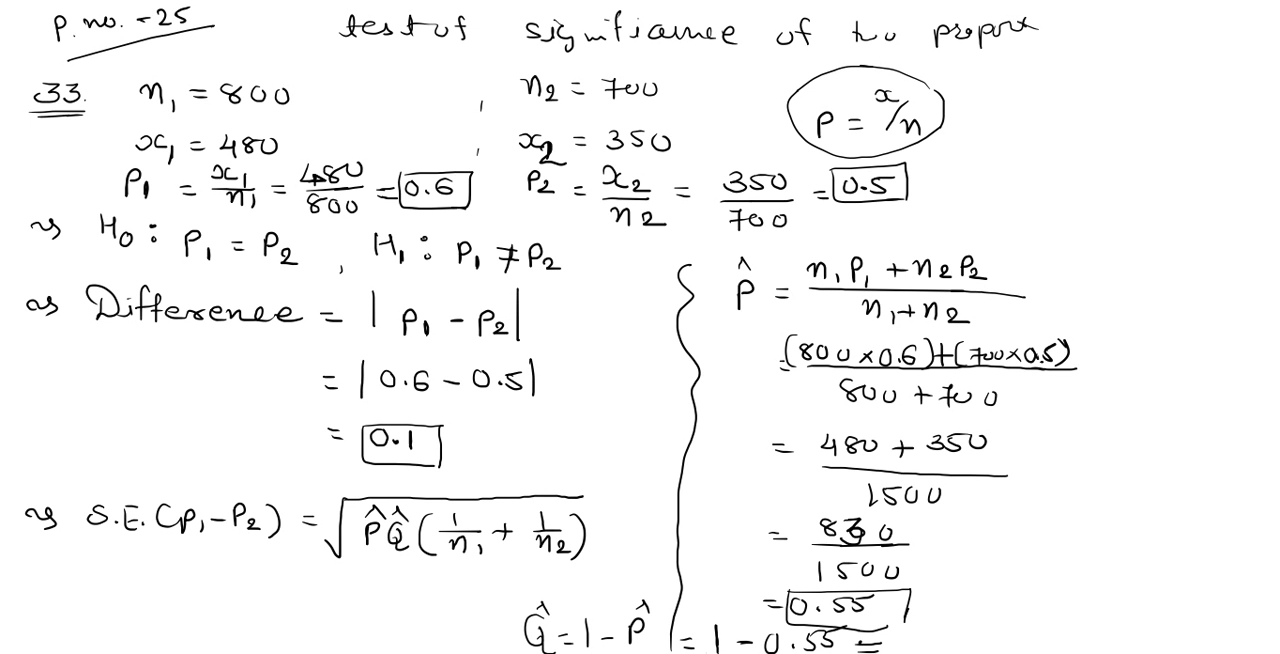 P. no. - 25 test of significance of two propor
33. n₁ = 800 , n₂ = 700
x₁ = 480 , x₂ = 350 P = x/n
P₁ = x₁/n₁ = 480/800 = 0.6 P₂ = x₂/n₂ = 350/700 = 0.5
H₀ : P₁ = P₂ , H₁ : P₁ ≠ P₂
Difference = | P₁ - P₂ |
= | 0.6 - 0.5 |
= 0.1
S.E. (P₁ - P₂) = √(P̂Q̂ (1/n₁ + 1/n₂))
P̂ = (n₁P₁ + n₂P₂)/(n₁ + n₂)
= ((800 × 0.6) + (700 × 0.5))/(800 + 700)
= (480 + 350)/1500
= 830/1500
= 0.55
Q̂ = 1 - P̂ = 1 - 0.55 =